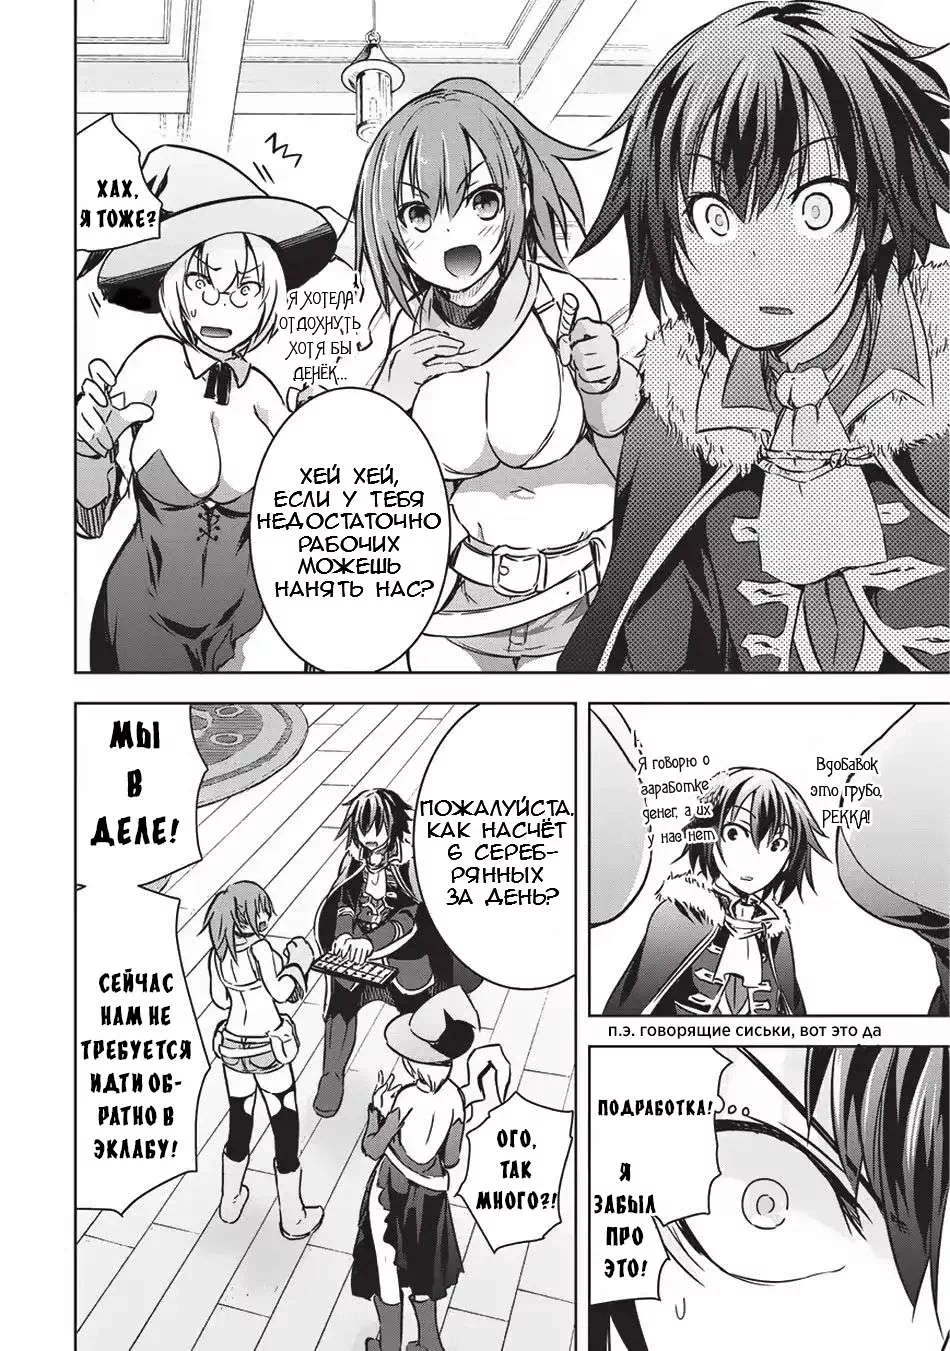 ХЕЙ ХЕЙ,
ЕСЛИ У ТЕБЯ
НЕДОСТАТОЧНО
РАБОЧИХ
МОЖЕШЬ
НАНЯТЬ НАС?
Я ХОТЕЛА
ОТДОХНУТЬ
ХОТЯ БЫ
ДЕНЁК...
ХАХ,
Я ТОЖЕ?
Вдобавок
это грубо,
РЕККА!
Я говорю о
заработке
денег, а их
у нас нет
п.э. говорящие сиськи, вот это да
ПОДРАБОТКА!...
Я
ЗАБЫЛ
ПРО
ЭТО!
ПОЖАЛУЙСТА.
КАК НАСЧЁТ
6 СЕРЕБ-
РЯННЫХ
ЗА ДЕНЬ?
ОГО,
ТАК
МНОГО?!
МЫ
В
ДЕЛЕ!
СЕЙЧАС
НАМ НЕ
ТРЕБУЕТСЯ
ИДТИ ОБ-
РАТНО В
ЭКЛАБУ!